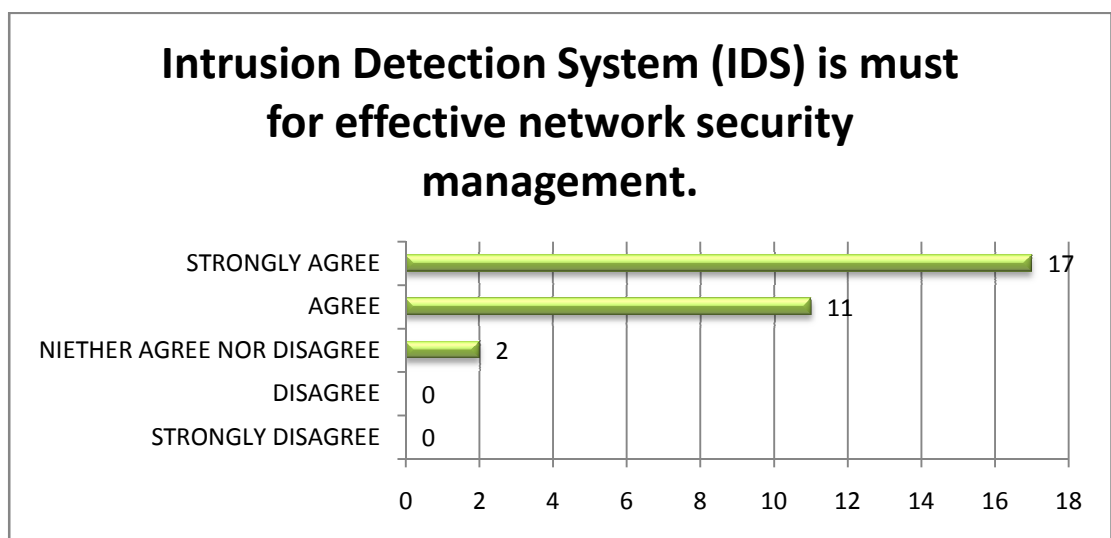 Intrusion Detection System (IDS) is must
for effective network security
management.
STRONGLY AGREE 17
AGREE 11
NIETHER AGREE NOR DISAGREE 2
DISAGREE 0
STRONGLY DISAGREE 0
0 2 4 6 8 10 12 14 16 18